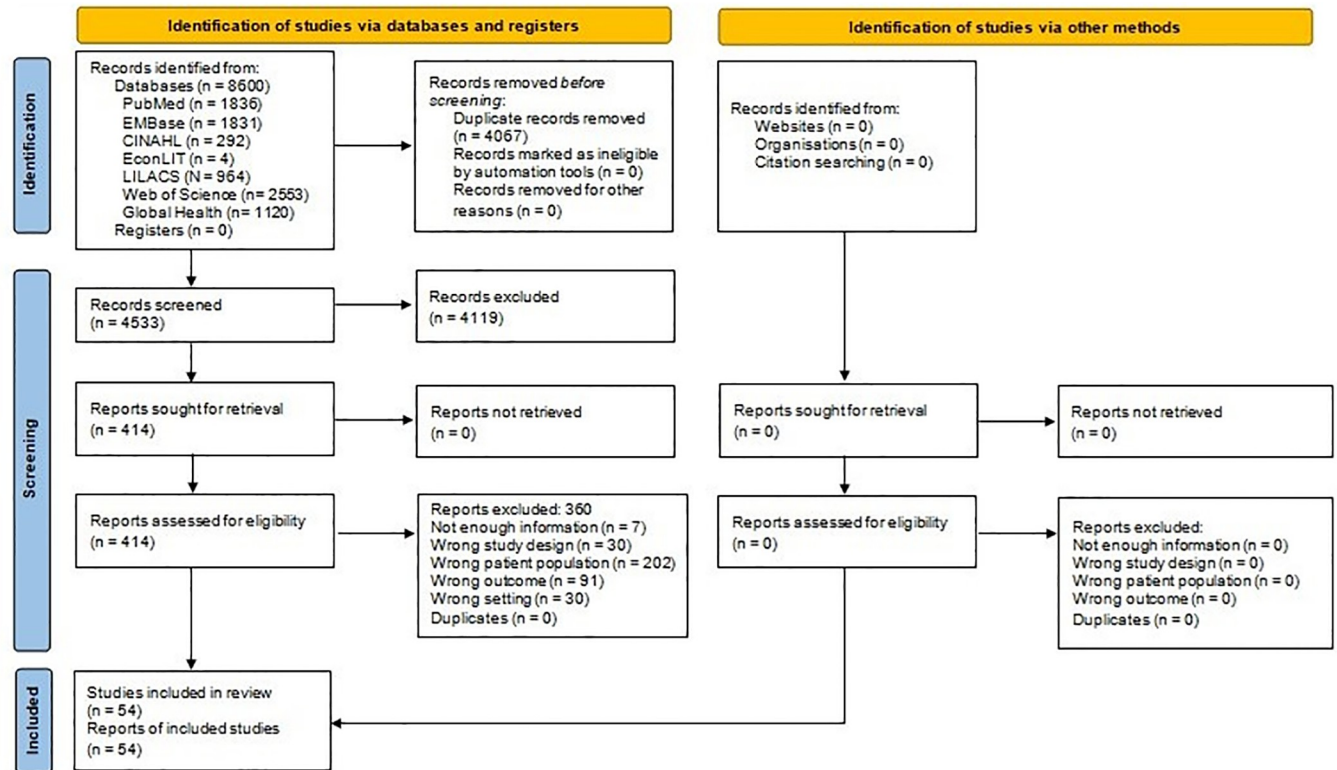 Identification of studies via databases and registers
Identification of studies via other methods
Identification
Records identified from:
Databases (n = 8600)
PubMed (n = 1836)
EMBase (n = 1831)
CINAHL (n = 292)
EconLIT (n = 4)
LILACS (N = 964)
Web of Science (n= 2553)
Global Health (n= 1120)
Registers (n = 0)
Records removed before
screening:
Duplicate records removed
(n = 4067)
Records marked as ineligible
by automation tools (n = 0)
Records removed for other
reasons (n = 0)
Records identified from:
Websites (n = 0)
Organisations (n = 0)
Citation searching (n = 0)
Screening
Records screened
(n = 4533)
Records excluded
(n = 4119)
Reports sought for retrieval
(n = 414)
Reports not retrieved
(n = 0)
Reports sought for retrieval
(n = 0)
Reports not retrieved
(n = 0)
Reports assessed for eligibility
(n = 414)
Reports excluded: 360
Not enough information (n = 7)
Wrong study design (n = 30)
Wrong patient population (n = 202)
Wrong outcome (n = 91)
Wrong setting (n = 30)
Duplicates (n = 0)
Reports assessed for eligibility
(n = 0)
Reports excluded:
Not enough information (n = 0)
Wrong study design (n = 0)
Wrong patient population (n = 0)
Wrong outcome (n = 0)
Duplicates (n = 0)
Included
Studies included in review
(n = 54)
Reports of included studies
(n = 54)